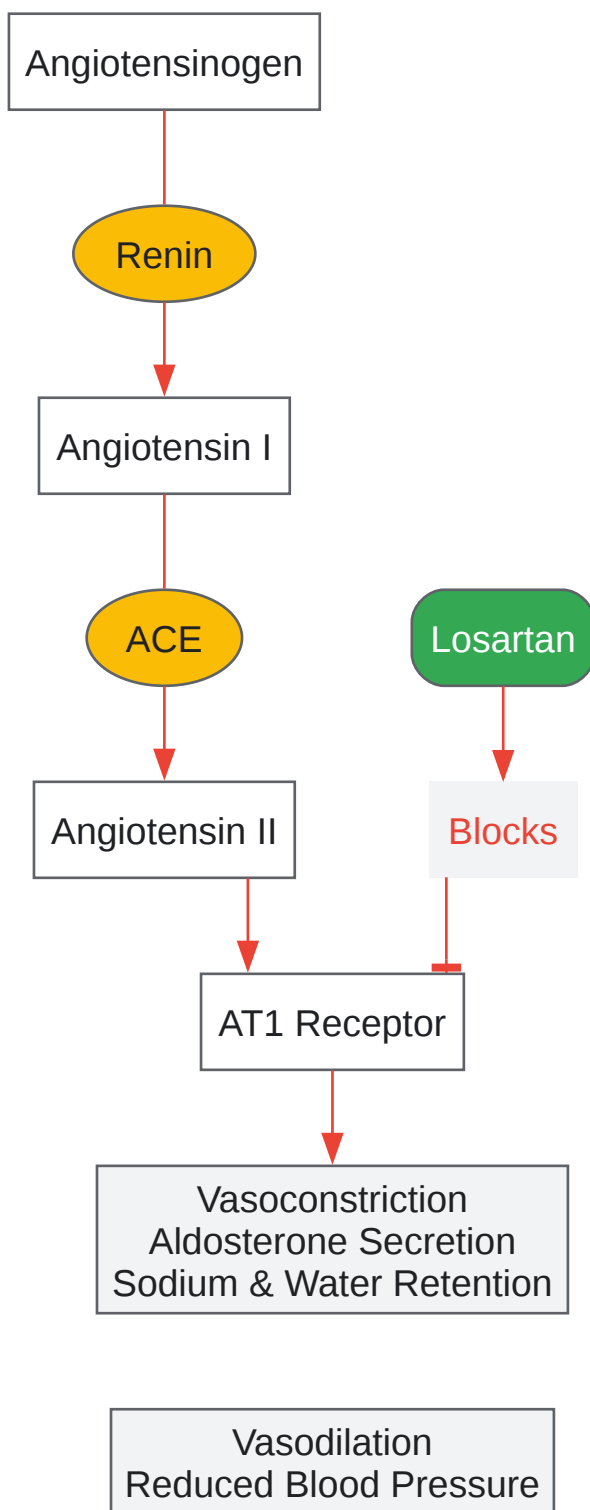 Angiotensinogen
Renin
Angiotensin I
ACE
Losartan
Angiotensin II
Blocks
AT1 Receptor
Vasoconstriction
Aldosterone Secretion
Sodium & Water Retention
Vasodilation
Reduced Blood Pressure